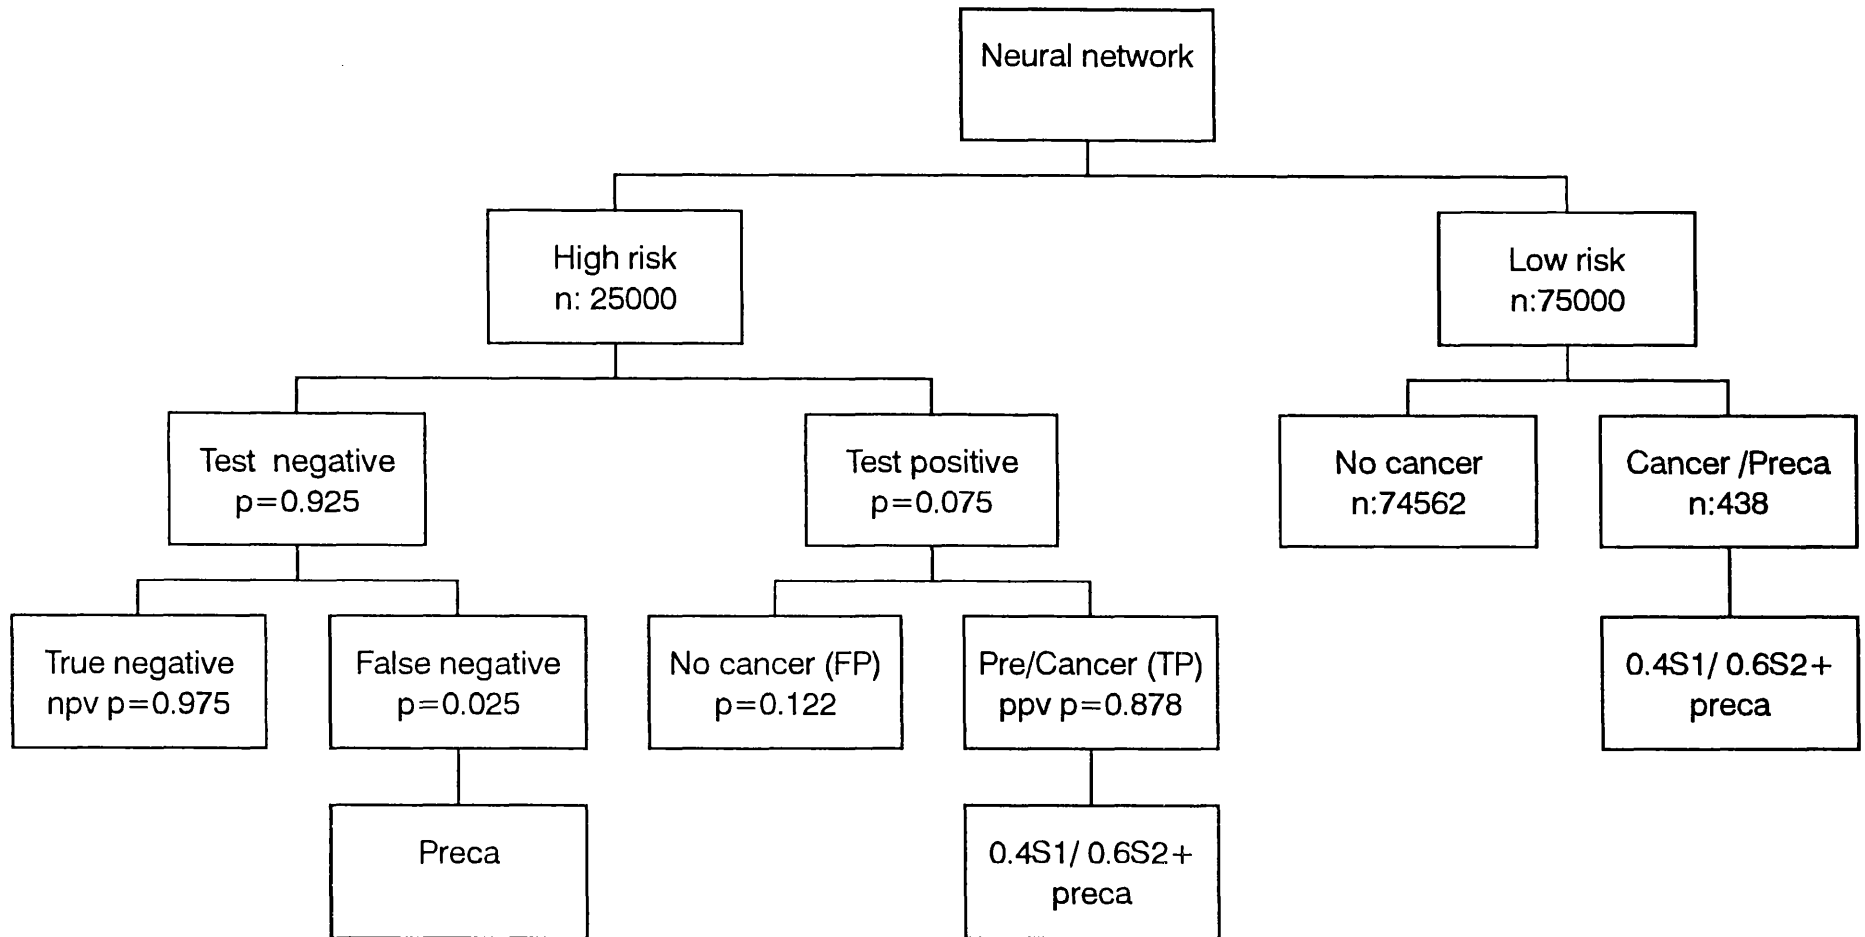 Neural network
High risk
n: 25000
Low risk
n:75000
Test negative
p=0.925
Test positive
p=0.075
No cancer
n:74562
Cancer /Preca
n:438
True negative
npv p=0.975
False negative
p=0.025
No cancer (FP)
p=0.122
Pre/Cancer (TP)
ppv p=0.878
0.4S1/ 0.6S2+
preca
Preca
0.4S1/ 0.6S2+
preca